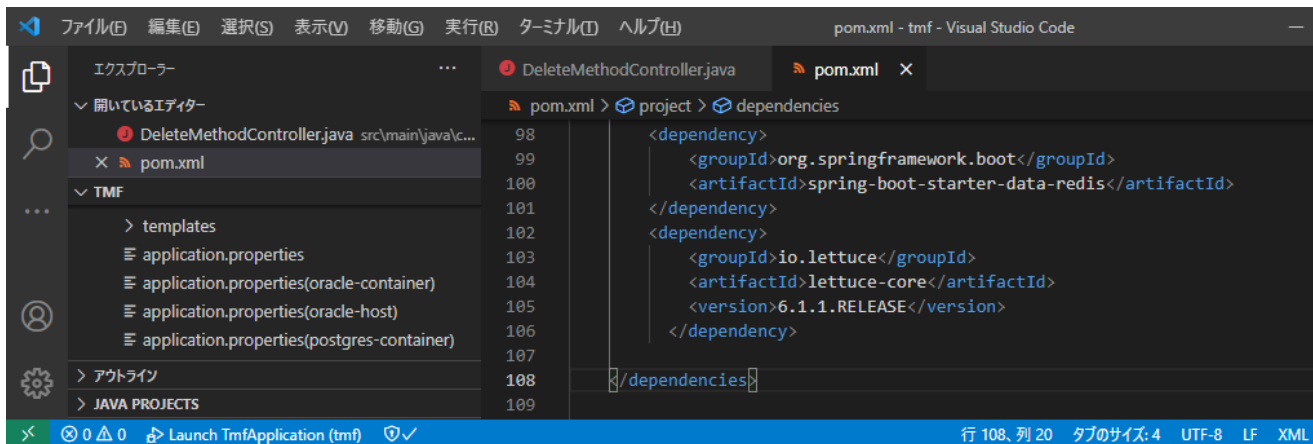 ファイル(F) 編集(E) 選択(S) 表示(V) 移動(G) 実行(R) ターミナル(T) ヘルプ(H) pom.xml - tmf - Visual Studio Code
エクスプローラー
開いているエディター
DeleteMethodController.java src\main\java\c...
pom.xml
TMF
templates
application.properties
application.properties(oracle-container)
application.properties(oracle-host)
application.properties(postgres-container)
アウトライン
JAVA PROJECTS
DeleteMethodController.java pom.xml
pom.xml > project > dependencies
98 <dependency>
99 <groupId>org.springframework.boot</groupId>
100 <artifactId>spring-boot-starter-data-redis</artifactId>
101 </dependency>
102 <dependency>
103 <groupId>io.lettuce</groupId>
104 <artifactId>lettuce-core</artifactId>
105 <version>6.1.1.RELEASE</version>
106 </dependency>
107
108 </dependencies>
109
0 0 Launch TmfApplication (tmf) 行 108、列 20 タブのサイズ: 4 UTF-8 LF XML